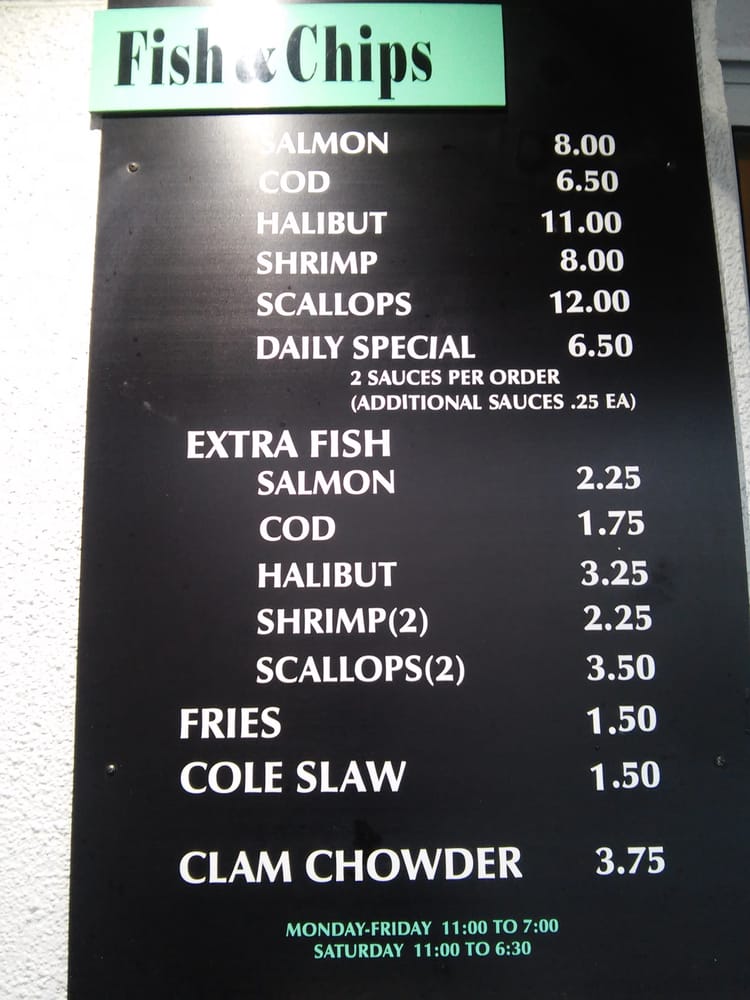 Fish & Chips
SALMON 8.00
COD 6.50
HALIBUT 11.00
SHRIMP 8.00
SCALLOPS 12.00
DAILY SPECIAL 6.50
2 SAUCES PER ORDER
(ADDITIONAL SAUCES .25 EA)
EXTRA FISH
SALMON 2.25
COD 1.75
HALIBUT 3.25
SHRIMP(2) 2.25
SCALLOPS(2) 3.50
FRIES 1.50
COLE SLAW 1.50
CLAM CHOWDER 3.75
MONDAY-FRIDAY 11:00 TO 7:00
SATURDAY 11:00 TO 6:30